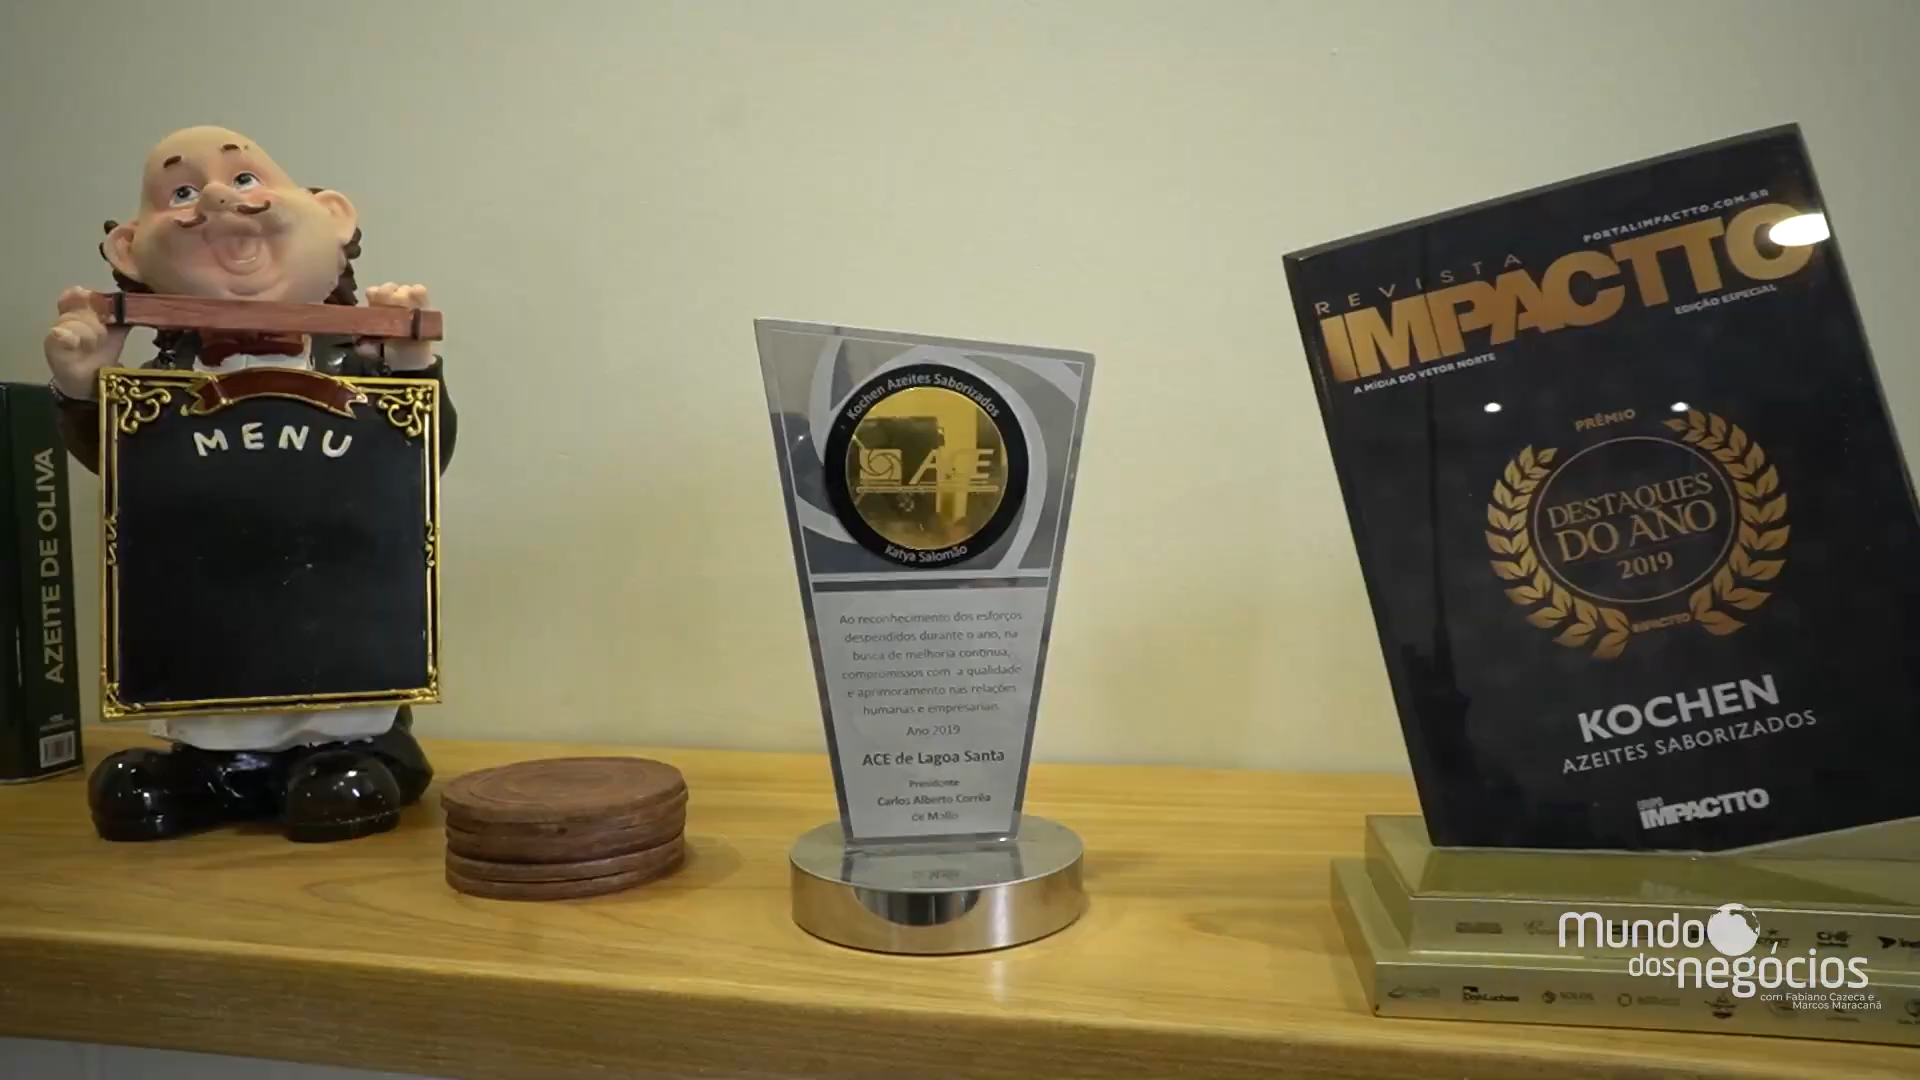 AZEITE DE OLIVA
MENU
Kochen Azeites Saborizados
ACE
Katya Salomão
Ao reconhecimento dos esforços
despendidos durante o ano, na
busca de melhoria contínua,
compromissos com a qualidade
e aprimoramento nas relações
humanas e empresariais.
Ano 2019
ACE de Lagoa Santa
Presidente
Carlos Alberto Corrêa
de Mello
PORTALIMPACTTO.COM.BR
REVISTA
IMPACTTO
EDIÇÃO ESPECIAL
A MÍDIA DO VETOR NORTE
PRÊMIO
DESTAQUES
DO ANO
2019
IMPACTTO
KOCHEN
AZEITES SABORIZADOS
GRUPO
IMPACTTO
Mundo
dos negócios
com Fabiano Cazeca e
Marcos Maracanã